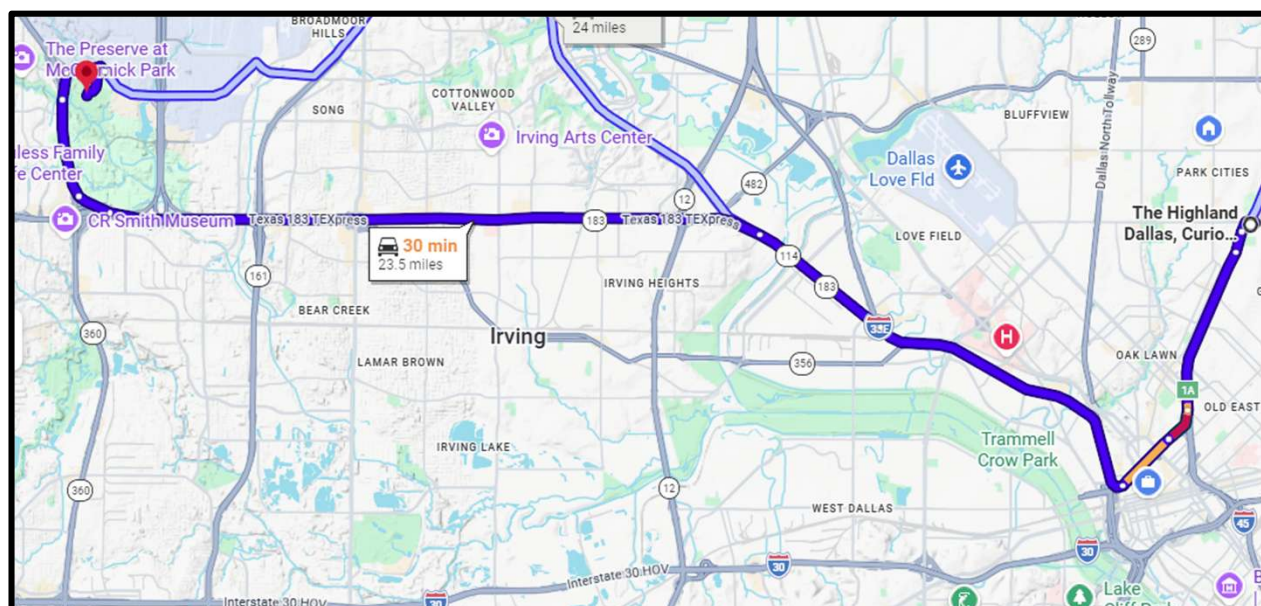 BROADMOOR
HILLS
24 miles
289
The Preserve at
McCormick Park
Dallas North Tollway
COTTONWOOD
VALLEY
SONG
BLUFFVIEW
Irving Arts Center
Dallas
Love Fld
PARK CITIES
less Family
e Center
482
12
CR Smith Museum
Texas 183 TEXpress
183
Texas 183 TEXpress
The Highland
Dallas, Curio...
LOVE FIELD
30 min
23.5 miles
114
161
IRVING HEIGHTS
183
BEAR CREEK
35E
360
Irving
H
OAK LAWN
LAMAR BROWN
356
1A
OLD EAST
IRVING LAKE
Trammell
Crow Park
360
12
WEST DALLAS
45
30
30
Interstate 30 HOV
Interstate 30 HOV
30
Lake
Cliff Park
B